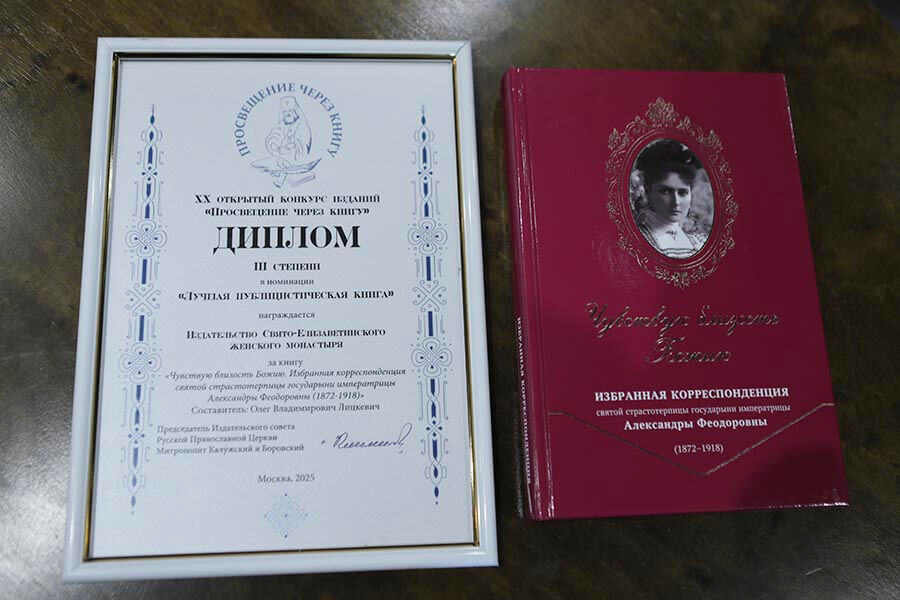 ПРОСВЕЩЕНИЕ ЧЕРЕЗ КНИГУ
XX ОТКРЫТЫЙ КОНКУРС ИЗДАНИЙ
«ПРОСВЕЩЕНИЕ ЧЕРЕЗ КНИГУ»
ДИПЛОМ
III СТЕПЕНИ
в номинации
«ЛУЧШАЯ ПУБЛИЦИСТИЧЕСКАЯ КНИГА»
награждается
ИЗДАТЕЛЬСТВО СВЯТО-ЕЛИЗАВЕТИНСКОГО
ЖЕНСКОГО МОНАСТЫРЯ
за книгу
«Чувствую близость Божию. Избранная корреспонденция
святой страстотерпицы государыни императрицы
Александры Феодоровны (1872-1918)»
Составитель: Олег Владимирович Лицкевич
Председатель Издательского совета
Русской Православной Церкви
Митрополит Калужский и Боровский
Москва, 2025
Чувствую близость
Божию
ИЗБРАННАЯ КОРРЕСПОНДЕНЦИЯ
святой страстотерпицы государыни императрицы
Александры Феодоровны
(1872–1918)
ИЗБРАННАЯ КОРРЕСПОНДЕНЦИЯ